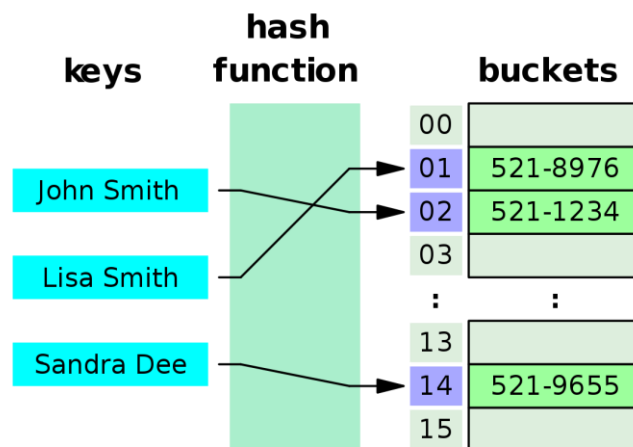 keys
hash
function
buckets
John Smith
Lisa Smith
Sandra Dee
00
01 521-8976
02 521-1234
03
: :
13
14 521-9655
15